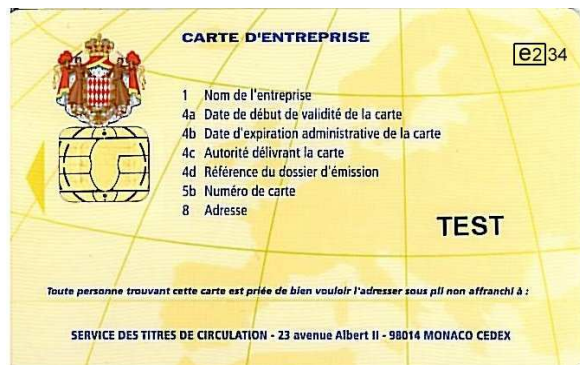 CARTE D'ENTREPRISE
e2 34
1 Nom de l'entreprise
4a Date de début de validité de la carte
4b Date d'expiration administrative de la carte
4c Autorité délivrant la carte
4d Référence du dossier d'émission
5b Numéro de carte
8 Adresse
TEST
Toute personne trouvant cette carte est priée de bien vouloir l'adresser sous pli non affranchi à :
SERVICE DES TITRES DE CIRCULATION - 23 avenue Albert II - 98014 MONACO CEDEX